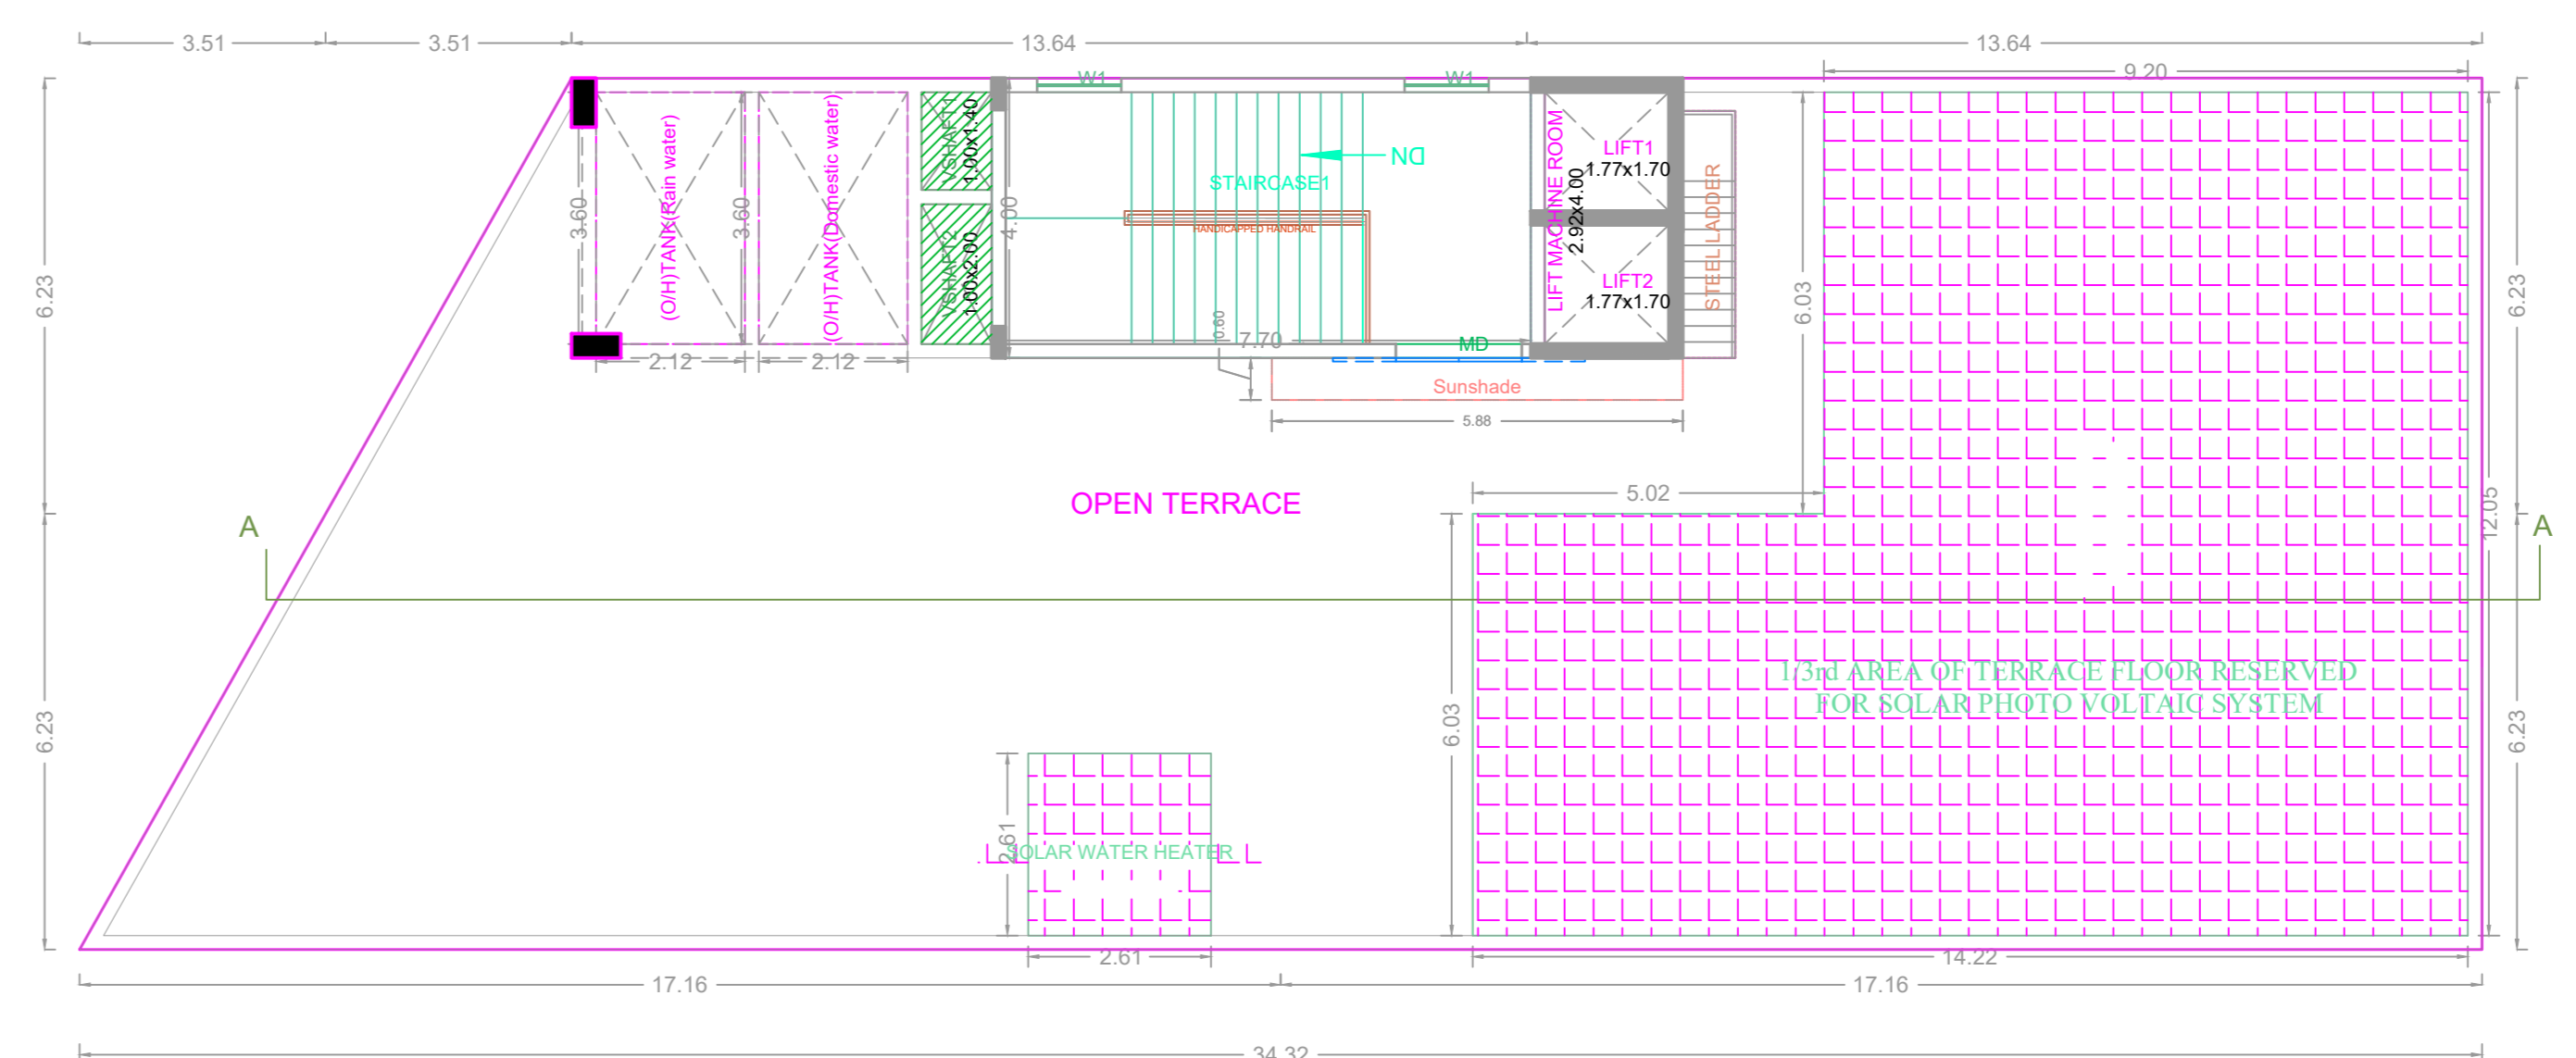 3.51
3.51
13.64
13.64
9.20
W1
W1
(O/H)TANK(Rain water)
(O/H)TANK(Domestic water)
3.60
3.60
2.12
2.12
VSHAFT1
1.00x1.40
VSHAFT2
1.00x2.00
4.00
STAIRCASE1
DN
HANDICAPPED HANDRAIL
0.60
7.70
MD
Sunshade
5.88
LIFT MACHINE ROOM
2.92x4.00
LIFT1
1.77x1.70
LIFT2
1.77x1.70
STEEL LADDER
6.03
6.23
6.23
OPEN TERRACE
5.02
12.05
A
A
6.23
6.23
6.03
1/3rd AREA OF TERRACE FLOOR RESERVED
FOR SOLAR PHOTO VOLTAIC SYSTEM
2.61
SOLAR WATER HEATER
2.61
14.22
17.16
17.16
34.32